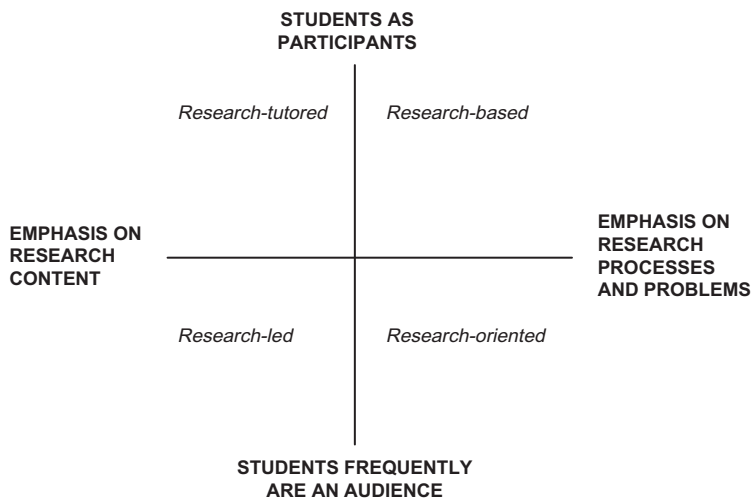 STUDENTS AS
PARTICIPANTS
Research-tutored
Research-based
EMPHASIS ON
RESEARCH
CONTENT
EMPHASIS ON
RESEARCH
PROCESSES
AND PROBLEMS
Research-led
Research-oriented
STUDENTS FREQUENTLY
ARE AN AUDIENCE